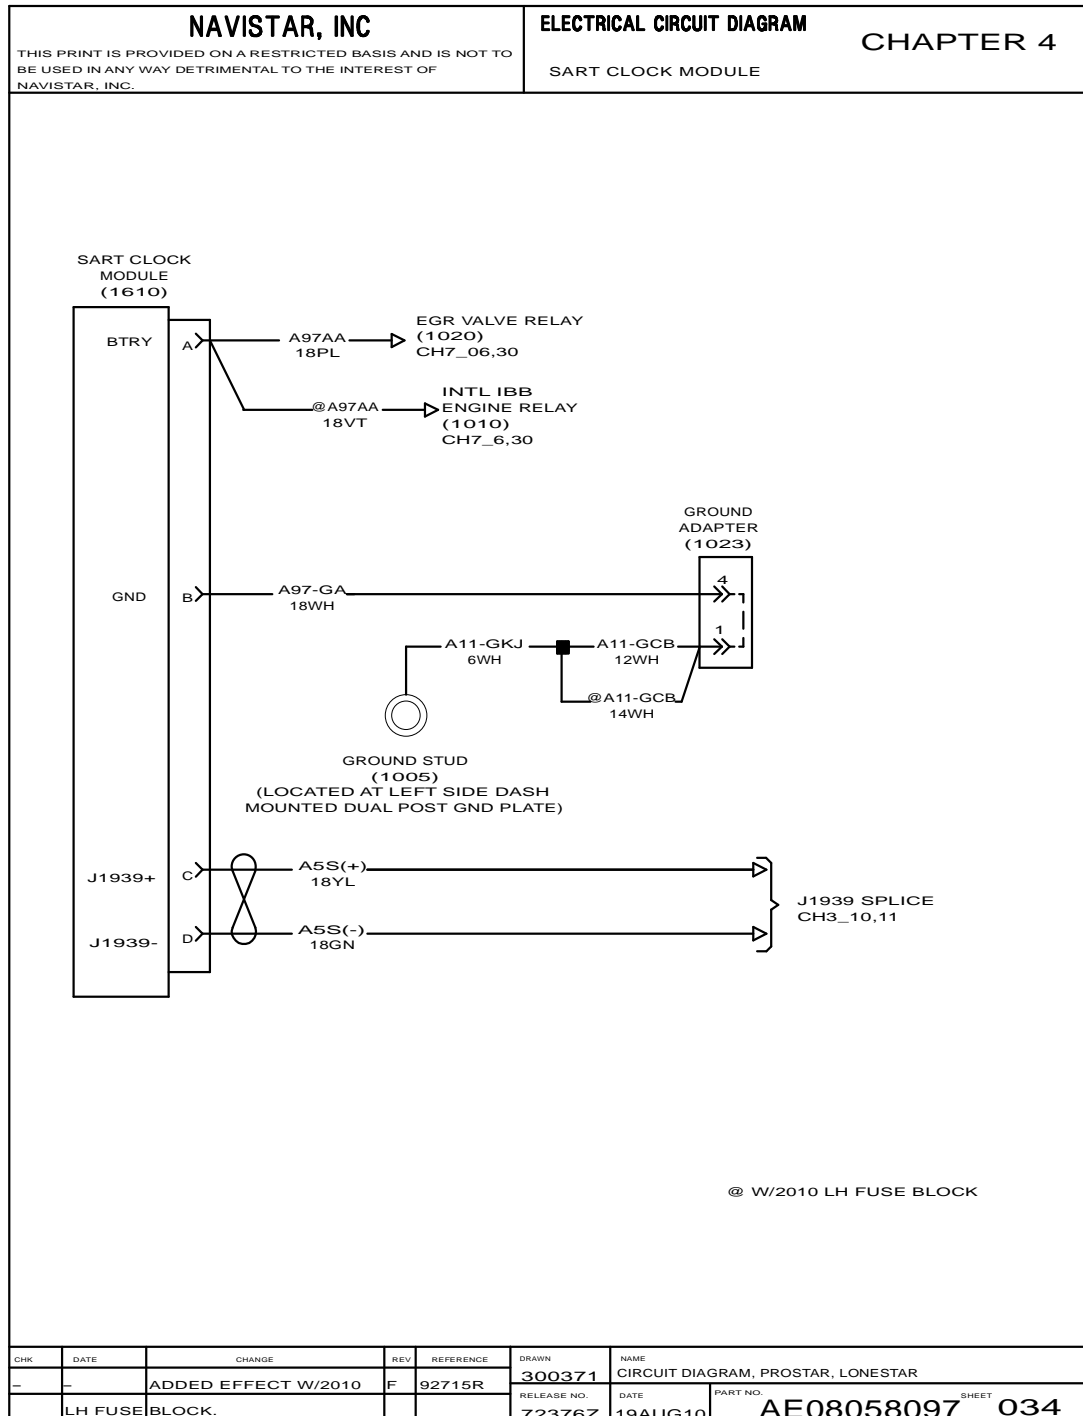 NAVISTAR, INC
THIS PRINT IS PROVIDED ON A RESTRICTED BASIS AND IS NOT TO
BE USED IN ANY WAY DETRIMENTAL TO THE INTEREST OF
NAVISTAR, INC.
ELECTRICAL CIRCUIT DIAGRAM
SART CLOCK MODULE
CHAPTER 4
SART CLOCK
MODULE
(1610)
BTRY
A
A97AA
18PL
EGR VALVE RELAY
(1020)
CH7_06,30
@A97AA
18VT
INTL IBB
ENGINE RELAY
(1010)
CH7_6,30
GROUND
ADAPTER
(1023)
GND
B
A97-GA
18WH
4
1
A11-GKJ
6WH
A11-GCB
12WH
@A11-GCB
14WH
GROUND STUD
(1005)
(LOCATED AT LEFT SIDE DASH
MOUNTED DUAL POST GND PLATE)
J1939+
C
A5S(+)
18YL
J1939-
D
A5S(-)
18GN
J1939 SPLICE
CH3_10,11
@ W/2010 LH FUSE BLOCK
CHK DATE CHANGE REV REFERENCE
– – ADDED EFFECT W/2010 F 92715R
LH FUSE BLOCK.
DRAWN
300371
NAME
CIRCUIT DIAGRAM, PROSTAR, LONESTAR
RELEASE NO.
72376Z
DATE
19AUG10
PART NO.
AE08058097
SHEET
034